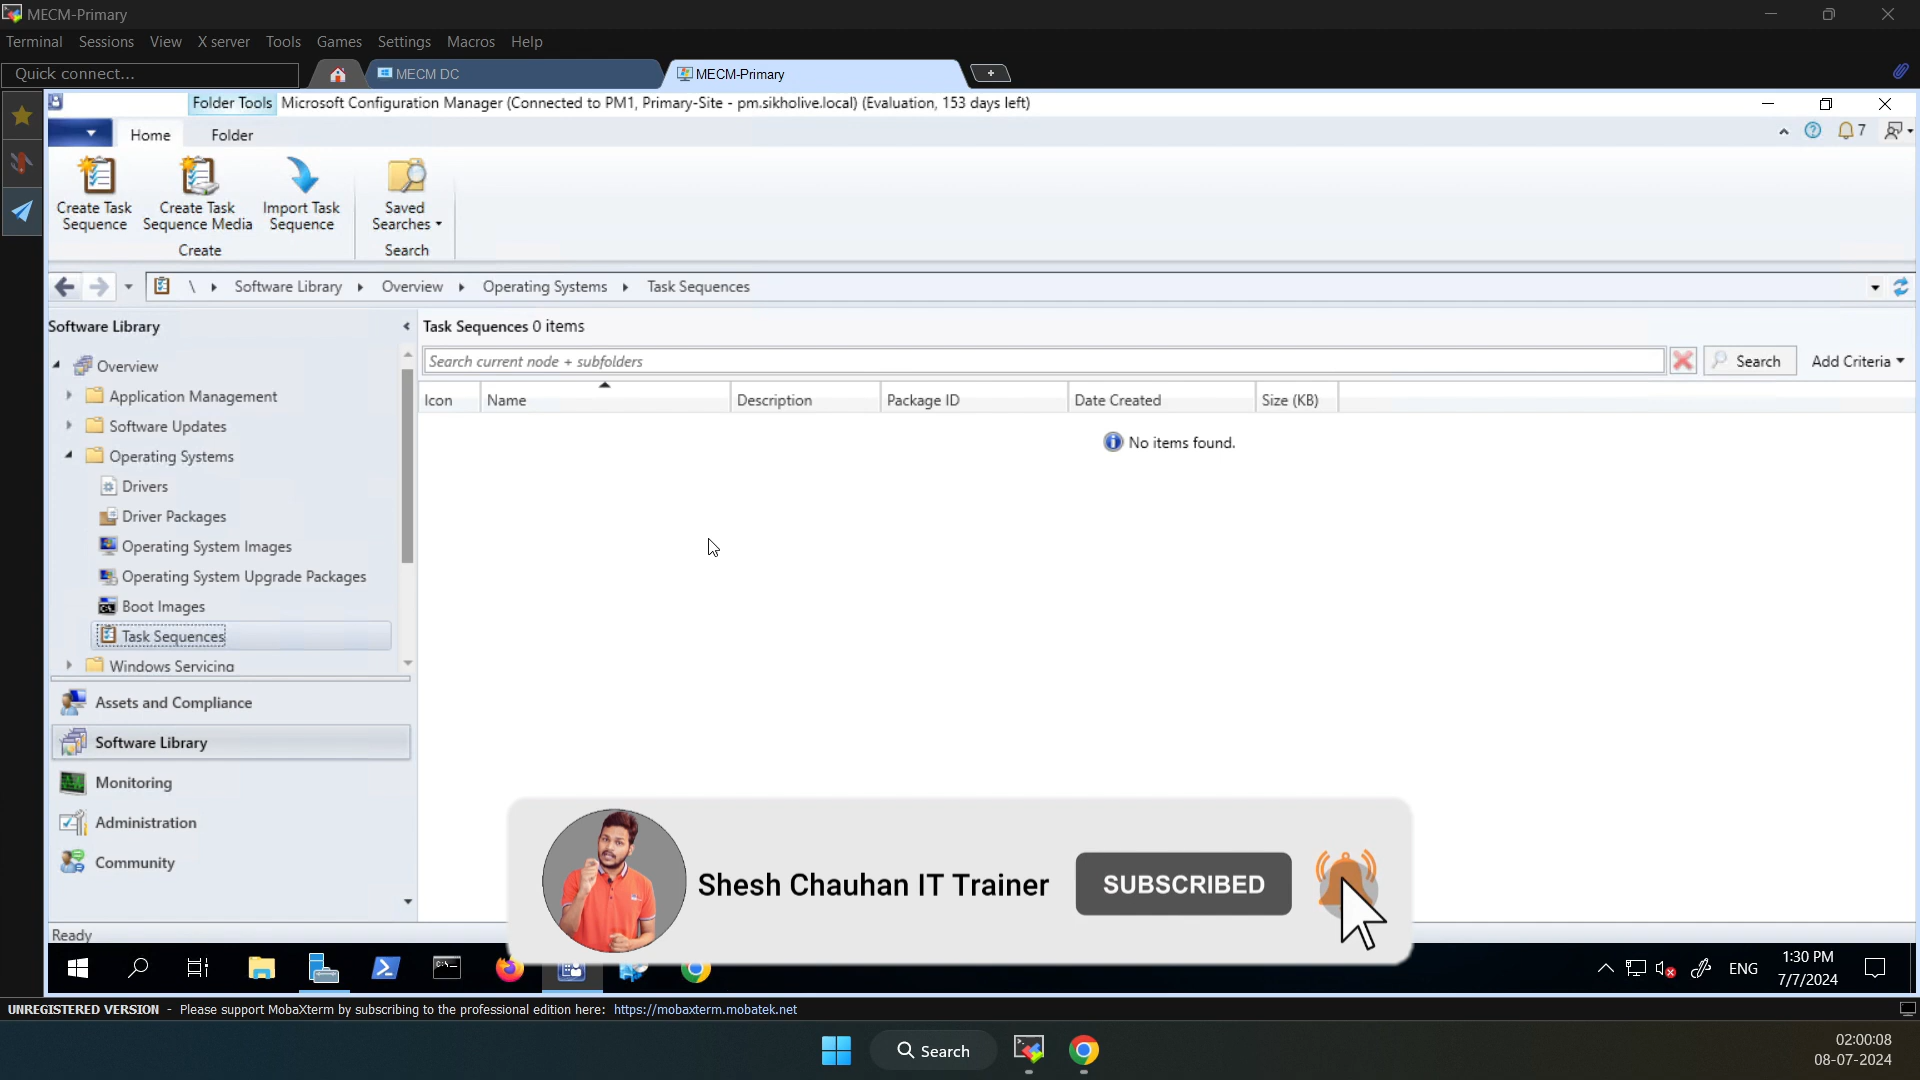 MECM-Primary
Terminal Sessions View X server Tools Games Settings Macros Help
Quick connect... MECM DC MECM-Primary
Folder Tools Microsoft Configuration Manager (Connected to PM1, Primary-Site - pm.sikholive.local) (Evaluation, 153 days left)
Home Folder 7
Create Task Sequence
Create Task Sequence Media
Import Task Sequence
Saved Searches
Create Search
\ Software Library Overview Operating Systems Task Sequences
Software Library
Overview
Application Management
Software Updates
Operating Systems
Drivers
Driver Packages
Operating System Images
Operating System Upgrade Packages
Boot Images
Task Sequences
Windows Servicing
Assets and Compliance
Software Library
Monitoring
Administration
Community
Task Sequences 0 items
Search current node + subfolders Search Add Criteria
Icon Name Description Package ID Date Created Size (KB)
No items found.
Shesh Chauhan IT Trainer SUBSCRIBED
Ready
ENG 1:30 PM
7/7/2024
UNREGISTERED VERSION - Please support MobaXterm by subscribing to the professional edition here: https://mobaxterm.mobatek.net
Search 02:00:08
08-07-2024